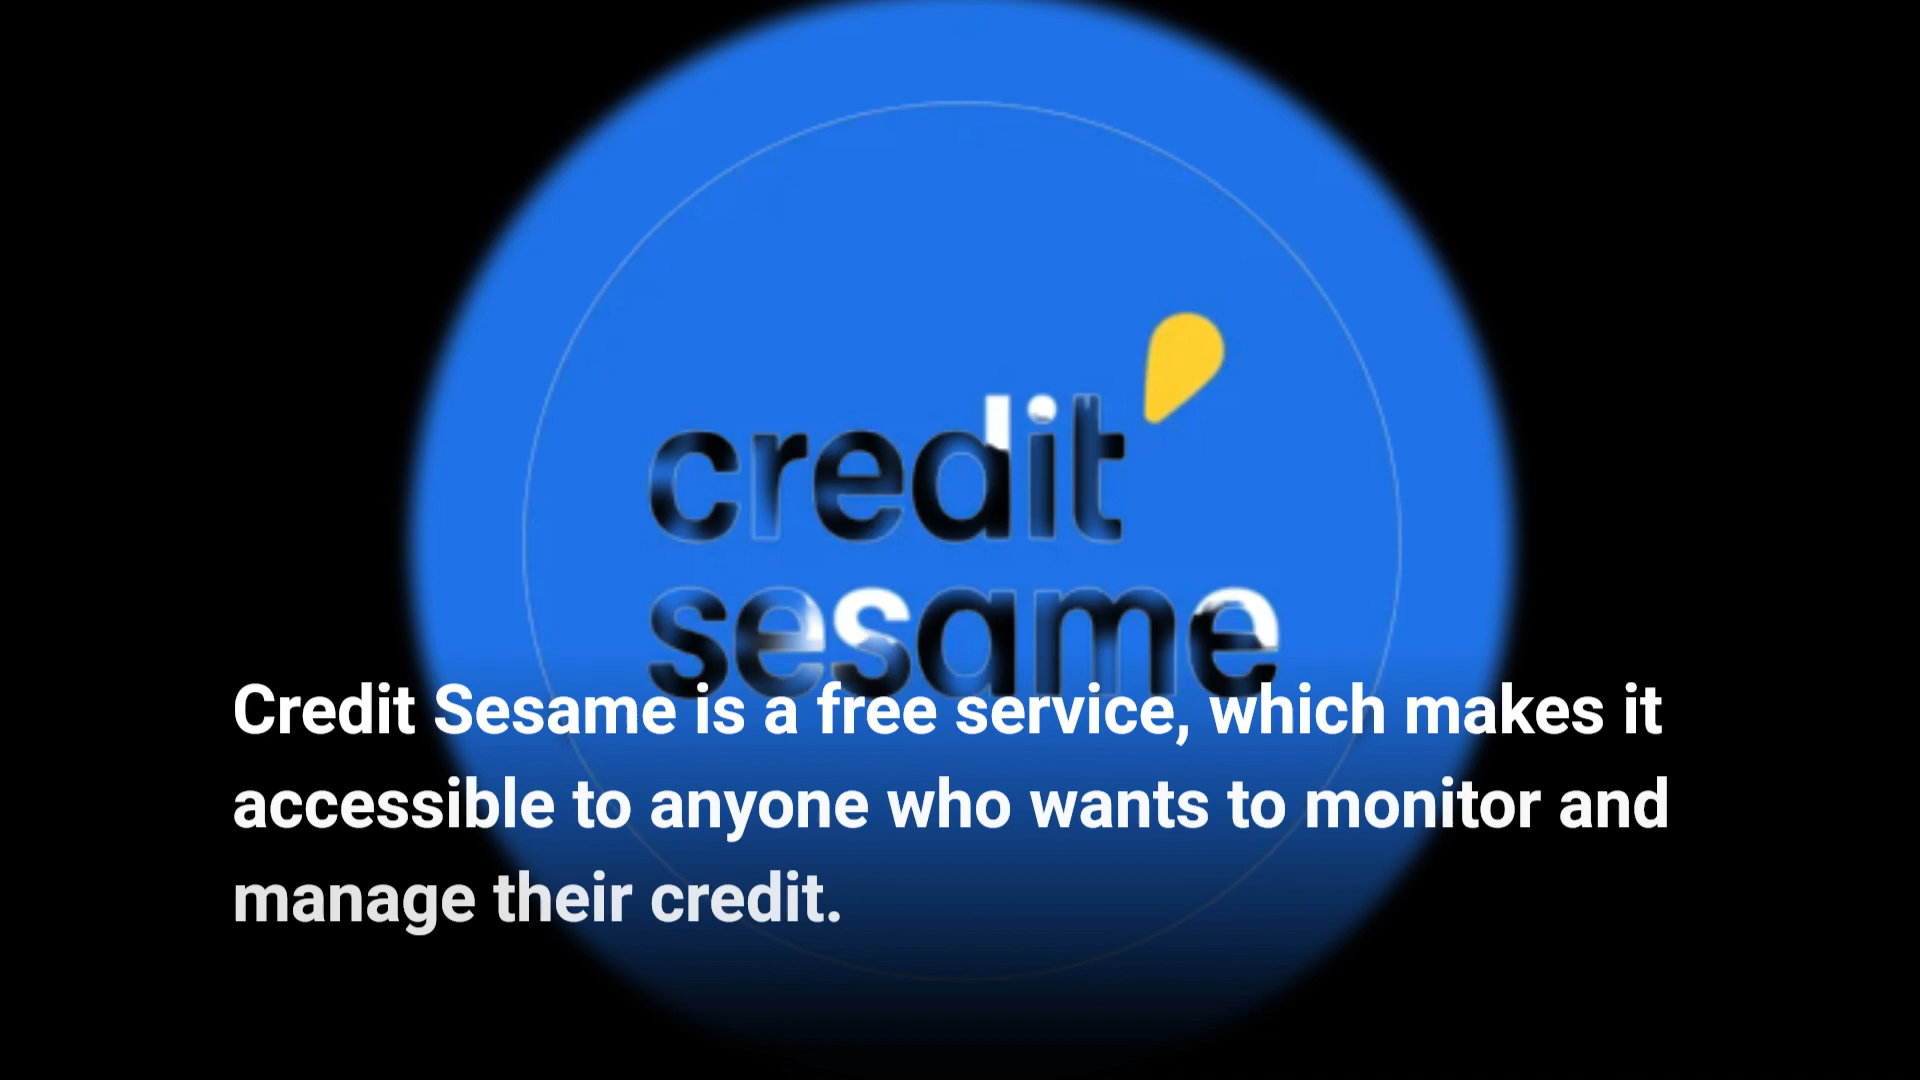 credit
sesame
Credit Sesame is a free service, which makes it
accessible to anyone who wants to monitor and
manage their credit.